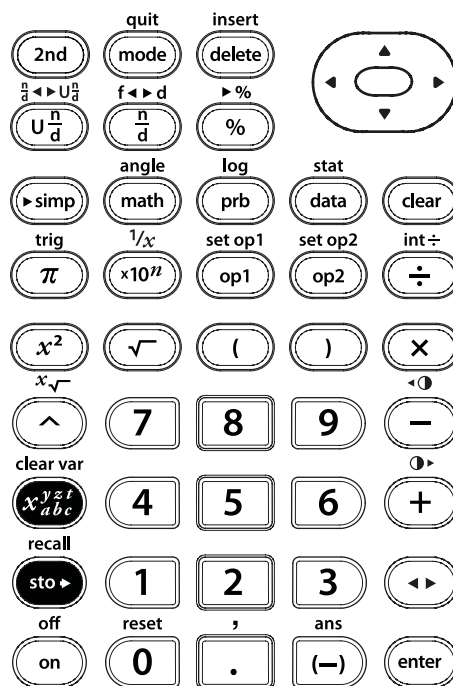 quit insert
2nd mode delete
n/d ◂ ▸ U n/d f ◂ ▸ d ▸ %
U n/d n/d %
angle log stat
▸simp math prb data clear
trig 1/x set op1 set op2 int÷
π ×10ⁿ op1 op2 ÷
x² √ ( ) ×
ˣ√ ◂◑
^ 7 8 9 −
clear var ◑▸
x y z t a b c 4 5 6 +
recall
sto ▸ 1 2 3 ◂ ▸
off reset , ans
on 0 . (−) enter